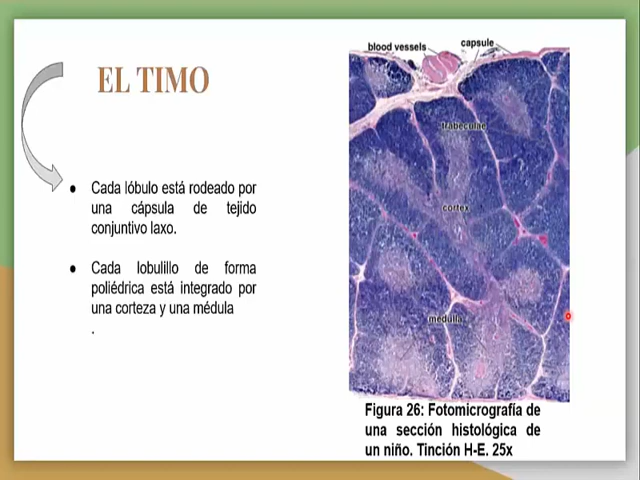 EL TIMO
● Cada lóbulo está rodeado por
una cápsula de tejido
conjuntivo laxo.
● Cada lobulillo de forma
poliédrica está integrado por
una corteza y una médula
.
blood vessels
capsule
trabeculae
cortex
medulla
Figura 26: Fotomicrografía de
una sección histológica de
un niño. Tinción H-E. 25x